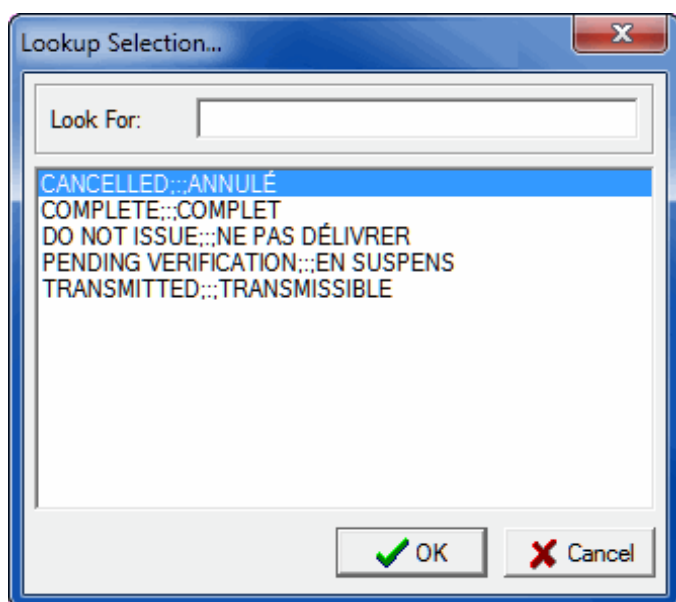 Lookup Selection...
Look For:
CANCELLED;:;ANNULÉ
COMPLETE;:;COMPLET
DO NOT ISSUE;:;NE PAS DÉLIVRER
PENDING VERIFICATION;:;EN SUSPENS
TRANSMITTED;:;TRANSMISSIBLE
OK Cancel